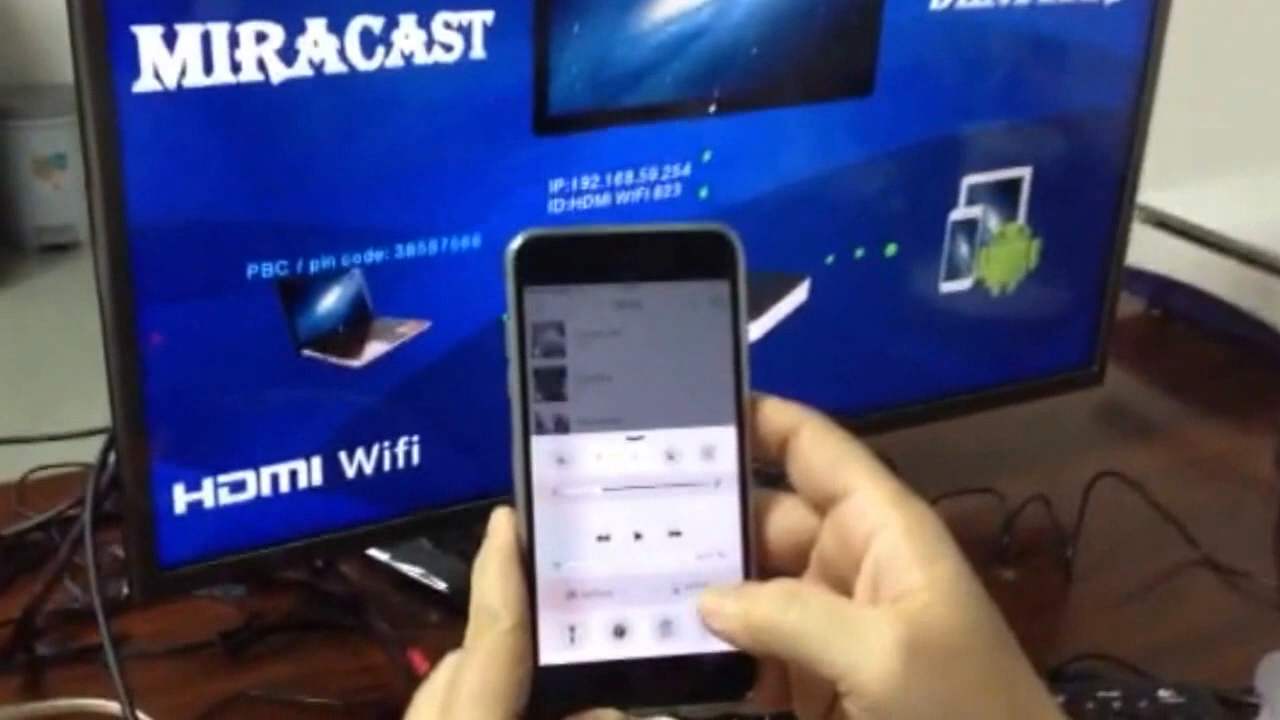 MIRACAST
IP:192.168.59.254
ID:HDMI WIFI 823
PBC / pin code: 38587666
HDMI Wifi